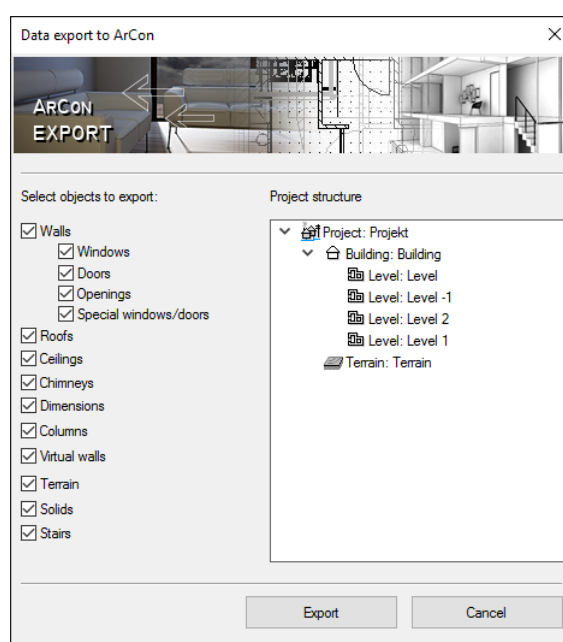 Data export to ArCon
ARCON
EXPORT
Select objects to export:
Walls
Windows
Doors
Openings
Special windows/doors
Roofs
Ceilings
Chimneys
Dimensions
Columns
Virtual walls
Terrain
Solids
Stairs
Project structure
Project: Projekt
Building: Building
Level: Level
Level: Level -1
Level: Level 2
Level: Level 1
Terrain: Terrain
Export
Cancel